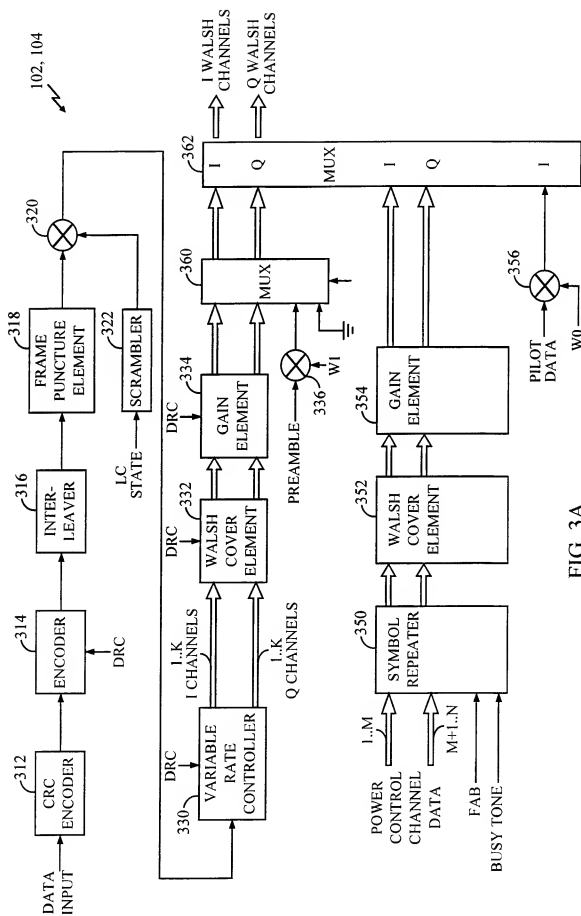 102, 104
DATA
INPUT
312
CRC
ENCODER
314
ENCODER
DRC
316
INTER-
LEAVER
318
FRAME
PUNCTURE
ELEMENT
320
LC
STATE
322
SCRAMBLER
330
DRC
VARIABLE
RATE
CONTROLLER
1..K
I CHANNELS
1..K
Q CHANNELS
DRC
332
WALSH
COVER
ELEMENT
DRC
334
GAIN
ELEMENT
PREAMBLE
336
W1
360
MUX
362
I
Q
MUX
I
Q
I
I WALSH
CHANNELS
Q WALSH
CHANNELS
POWER
CONTROL
CHANNEL
DATA
1..M
M+1..N
FAB
BUSY TONE
350
SYMBOL
REPEATER
352
WALSH
COVER
ELEMENT
354
GAIN
ELEMENT
PILOT
DATA
356
W0
FIG. 3A